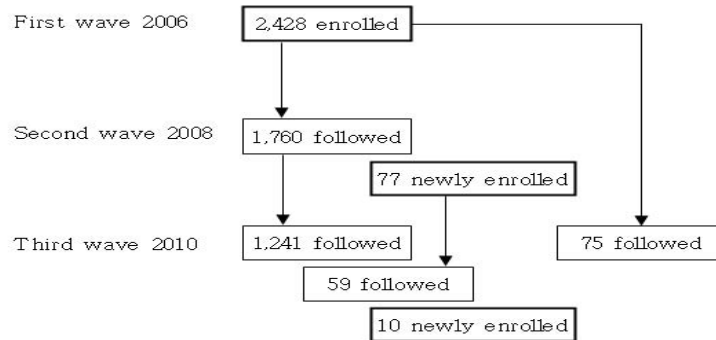 First wave 2006
2,428 enrolled
Second wave 2008
1,760 followed
77 newly enrolled
Third wave 2010
1,241 followed
75 followed
59 followed
10 newly enrolled